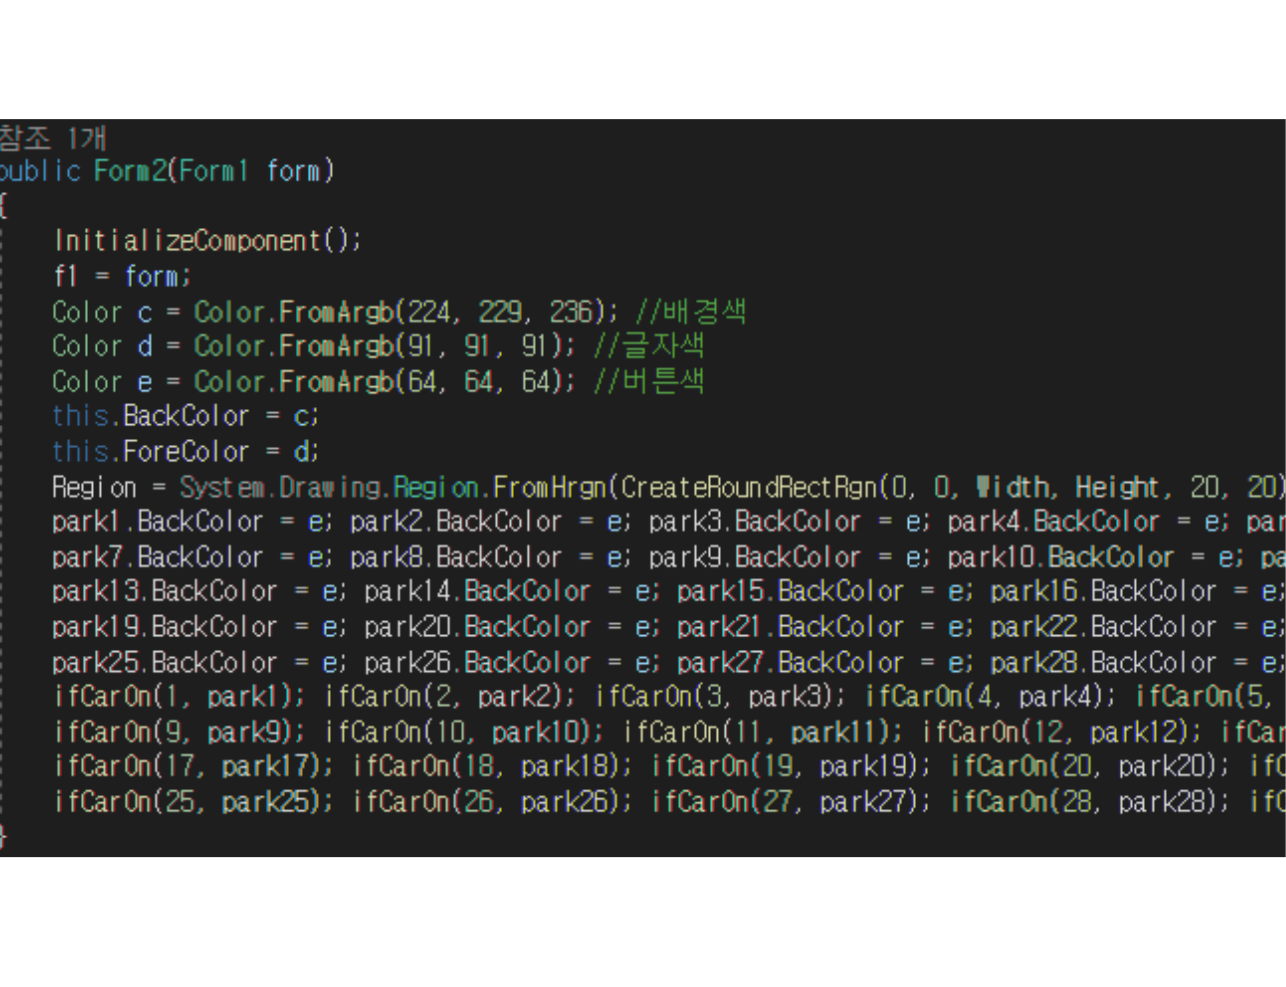 참조 1개
public Form2(Form1 form)
{
InitializeComponent();
f1 = form;
Color c = Color.FromArgb(224, 229, 236); //배경색
Color d = Color.FromArgb(91, 91, 91); //글자색
Color e = Color.FromArgb(64, 64, 64); //버튼색
this.BackColor = c;
this.ForeColor = d;
Region = System.Drawing.Region.FromHrgn(CreateRoundRectRgn(0, 0, Width, Height, 20, 20)
park1.BackColor = e; park2.BackColor = e; park3.BackColor = e; park4.BackColor = e; par
park7.BackColor = e; park8.BackColor = e; park9.BackColor = e; park10.BackColor = e; pa
park13.BackColor = e; park14.BackColor = e; park15.BackColor = e; park16.BackColor = e;
park19.BackColor = e; park20.BackColor = e; park21.BackColor = e; park22.BackColor = e;
park25.BackColor = e; park26.BackColor = e; park27.BackColor = e; park28.BackColor = e;
ifCarOn(1, park1); ifCarOn(2, park2); ifCarOn(3, park3); ifCarOn(4, park4); ifCarOn(5,
ifCarOn(9, park9); ifCarOn(10, park10); ifCarOn(11, park11); ifCarOn(12, park12); ifCar
ifCarOn(17, park17); ifCarOn(18, park18); ifCarOn(19, park19); ifCarOn(20, park20); ifC
ifCarOn(25, park25); ifCarOn(26, park26); ifCarOn(27, park27); ifCarOn(28, park28); ifC
}